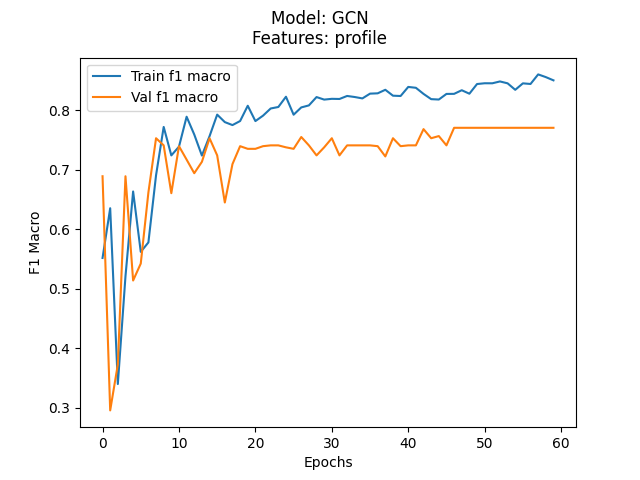 Model: GCN
Features: profile
Train f1 macro
Val f1 macro
F1 Macro
0.8
0.7
0.6
0.5
0.4
0.3
0 10 20 30 40 50 60
Epochs